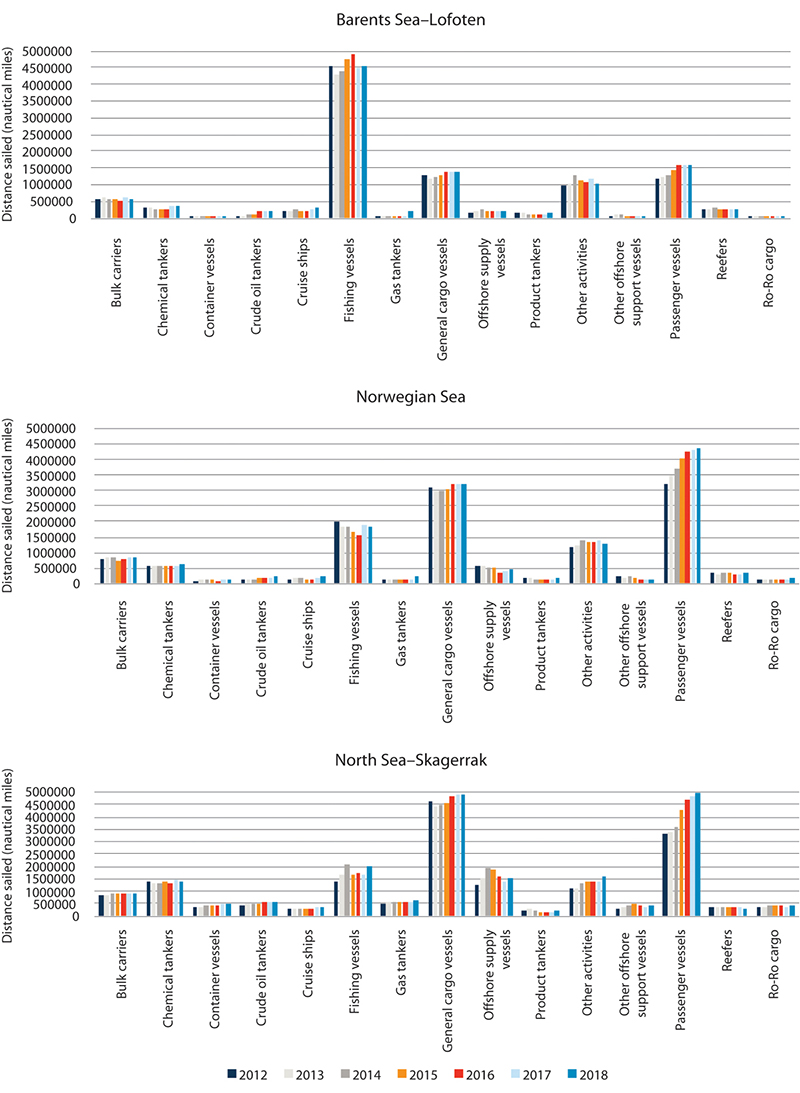 Barents Sea–Lofoten
Distance sailed (nautical miles)
5000000
4500000
4000000
3500000
3000000
2500000
2000000
1500000
1000000
500000
0
Bulk carriers
Chemical tankers
Container vessels
Crude oil tankers
Cruise ships
Fishing vessels
Gas tankers
General cargo vessels
Offshore supply
vessels
Product tankers
Other activities
Other offshore
support vessels
Passenger vessels
Reefers
Ro-Ro cargo
Norwegian Sea
Distance sailed (nautical miles)
5000000
4500000
4000000
3500000
3000000
2500000
2000000
1500000
1000000
500000
0
Bulk carriers
Chemical tankers
Container vessels
Crude oil tankers
Cruise ships
Fishing vessels
Gas tankers
General cargo vessels
Offshore supply
vessels
Product tankers
Other activities
Other offshore
support vessels
Passenger vessels
Reefers
Ro-Ro cargo
North Sea–Skagerrak
Distance sailed (nautical miles)
5000000
4500000
4000000
3500000
3000000
2500000
2000000
1500000
1000000
500000
0
Bulk carriers
Chemical tankers
Container vessels
Crude oil tankers
Cruise ships
Fishing vessels
Gas tankers
General cargo vessels
Offshore supply
vessels
Product tankers
Other activities
Other offshore
support vessels
Passenger vessels
Reefers
Ro-Ro cargo
2012 2013 2014 2015 2016 2017 2018